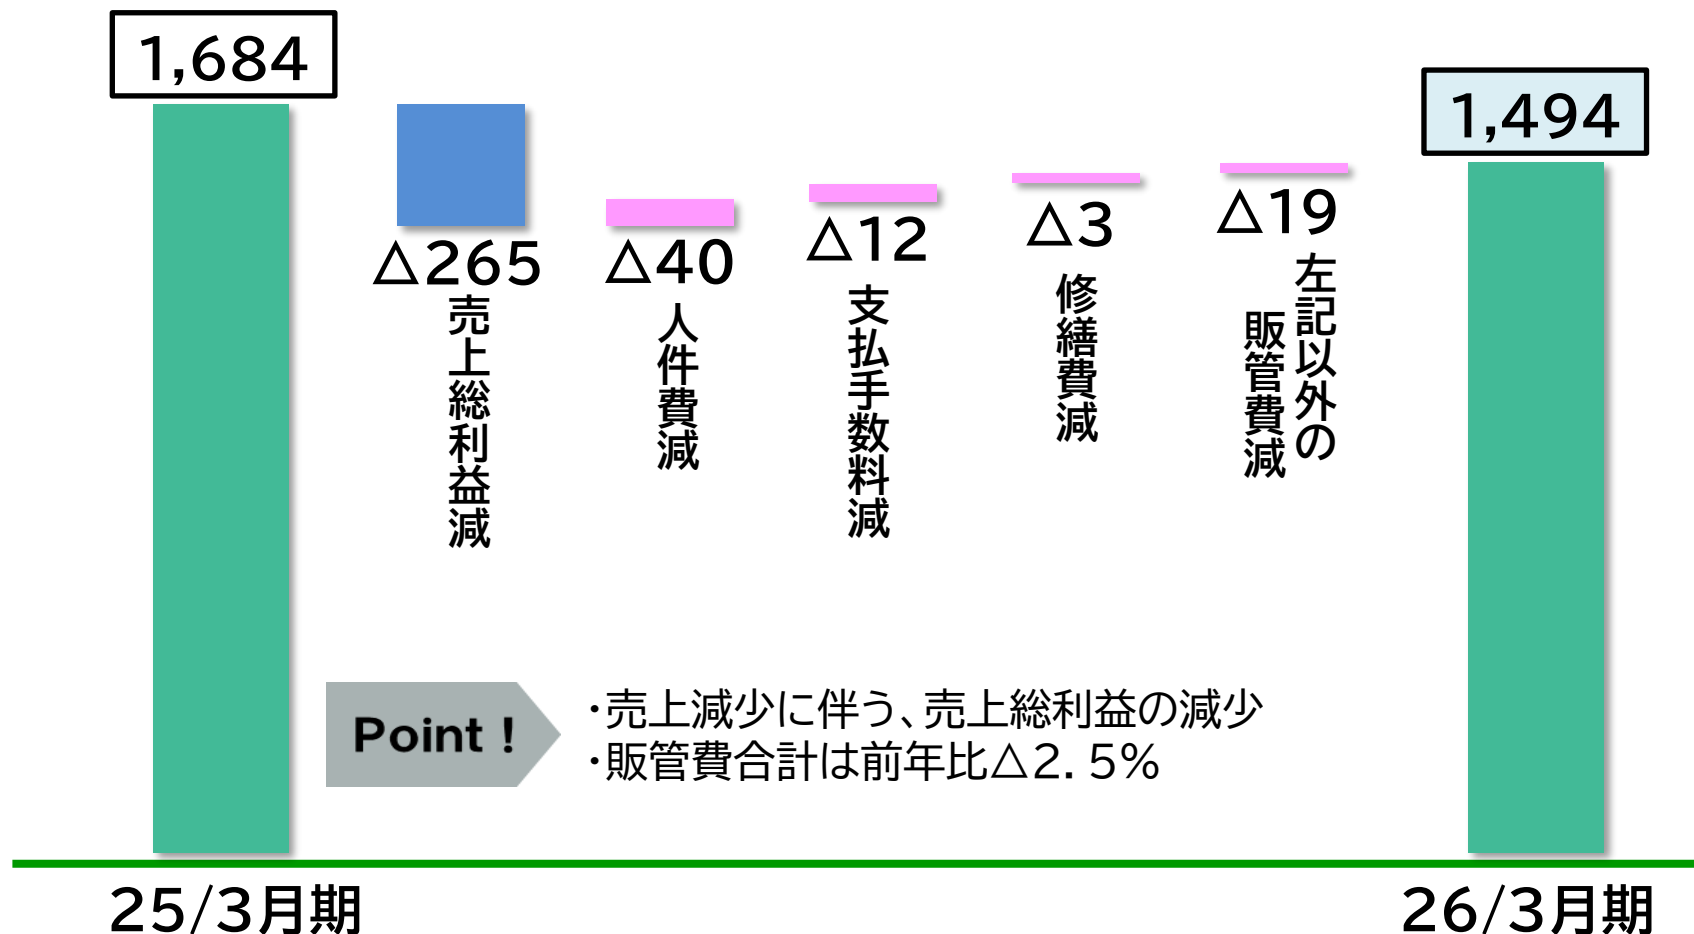 1,684
△265
売上総利益減
△40
人件費減
△12
支払手数料減
△3
修繕費減
△19
左記以外の
販管費減
1,494
Point！
・売上減少に伴う、売上総利益の減少
・販管費合計は前年比△2．5％
25/3月期
26/3月期